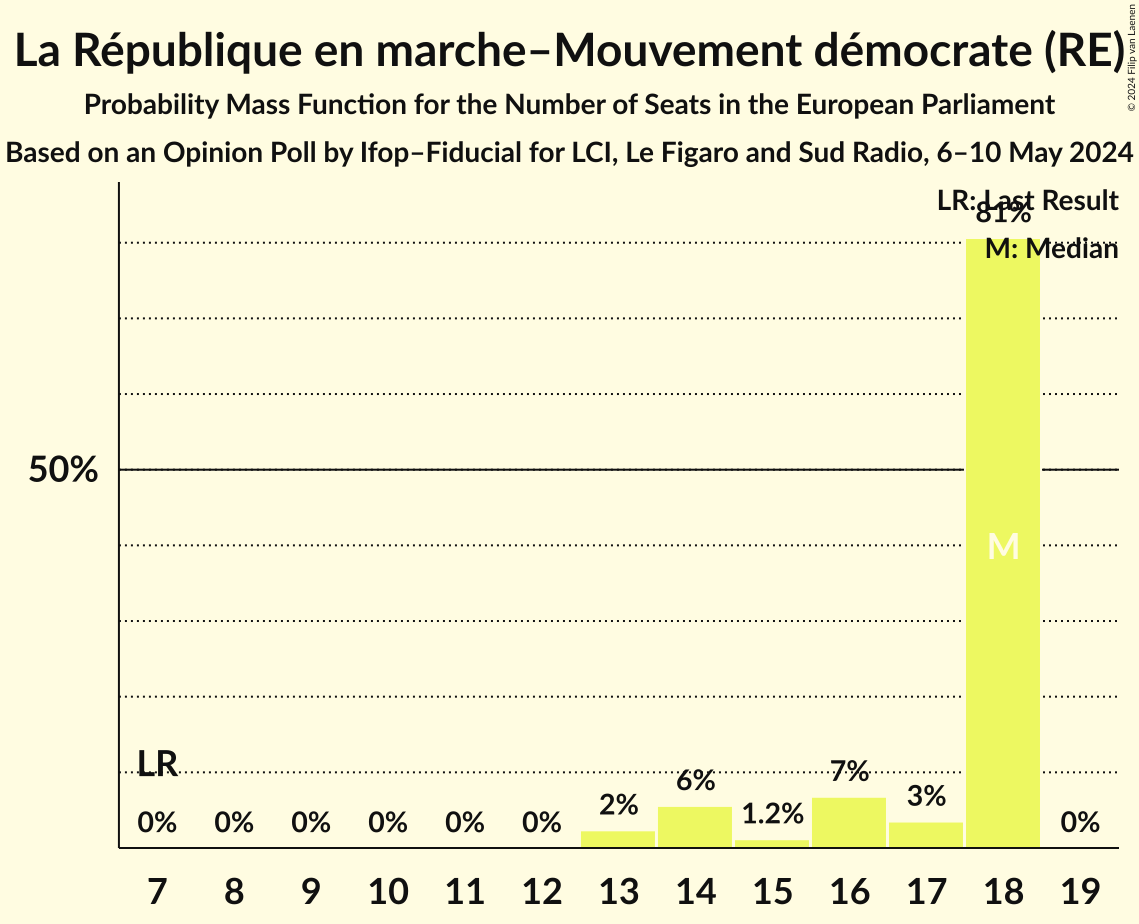 La République en marche–Mouvement démocrate (RE)
© 2024 Filip van Laenen
Probability Mass Function for the Number of Seats in the European Parliament
Based on an Opinion Poll by Ifop–Fiducial for LCI, Le Figaro and Sud Radio, 6–10 May 2024
LR: Last Result
81%
M: Median
50%
M
LR
0% 0% 0% 0% 0% 0% 2% 6% 1.2% 7% 3% 0%
7 8 9 10 11 12 13 14 15 16 17 18 19